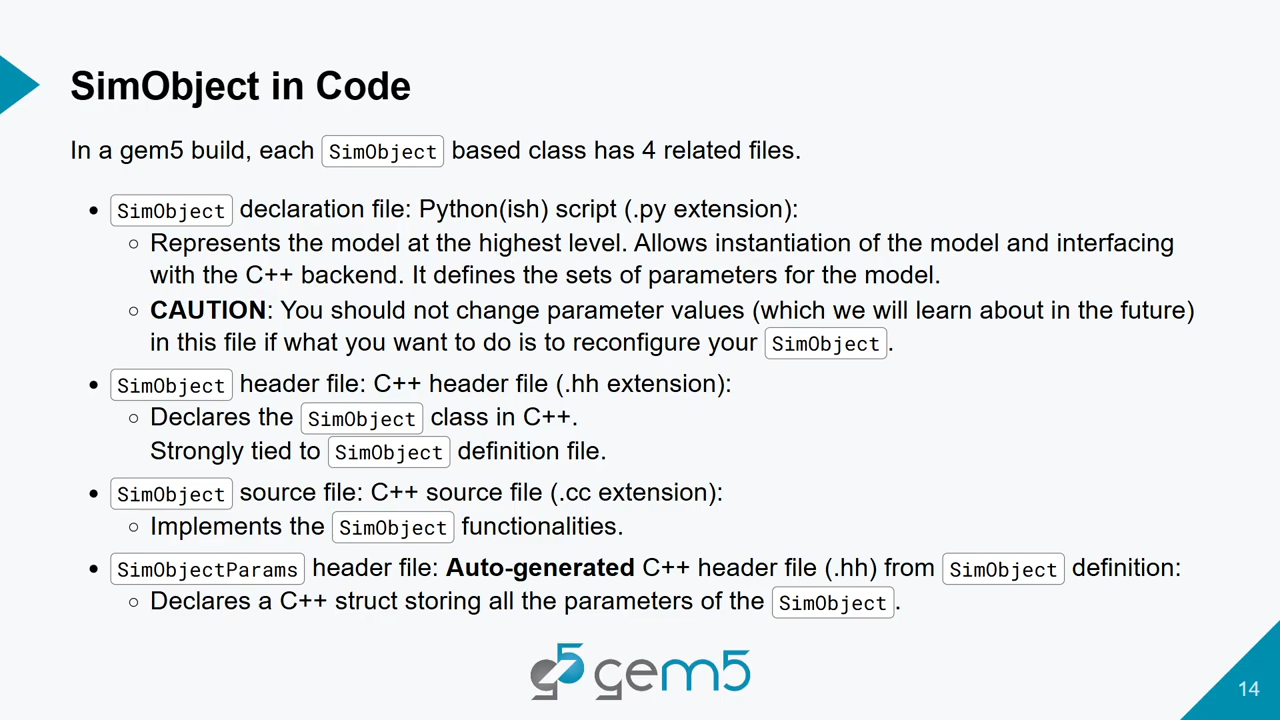 SimObject in Code
In a gem5 build, each SimObject based class has 4 related files.
• SimObject declaration file: Python(ish) script (.py extension):
○ Represents the model at the highest level. Allows instantiation of the model and interfacing
with the C++ backend. It defines the sets of parameters for the model.
○ CAUTION: You should not change parameter values (which we will learn about in the future)
in this file if what you want to do is to reconfigure your SimObject.
• SimObject header file: C++ header file (.hh extension):
○ Declares the SimObject class in C++.
Strongly tied to SimObject definition file.
• SimObject source file: C++ source file (.cc extension):
○ Implements the SimObject functionalities.
• SimObjectParams header file: Auto-generated C++ header file (.hh) from SimObject definition:
○ Declares a C++ struct storing all the parameters of the SimObject.
g5 gem5
14